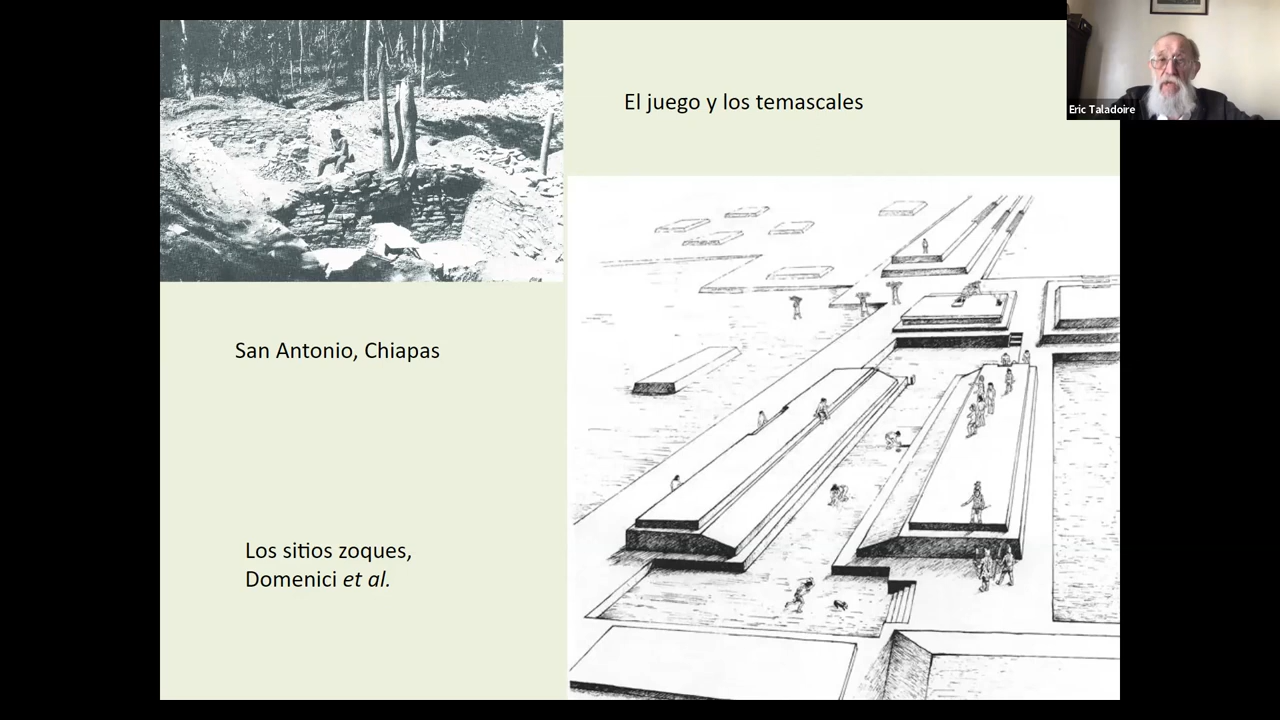 El juego y los temascales
Eric Taladoire
San Antonio, Chiapas
Los sitios zoques,
Domenici et al.